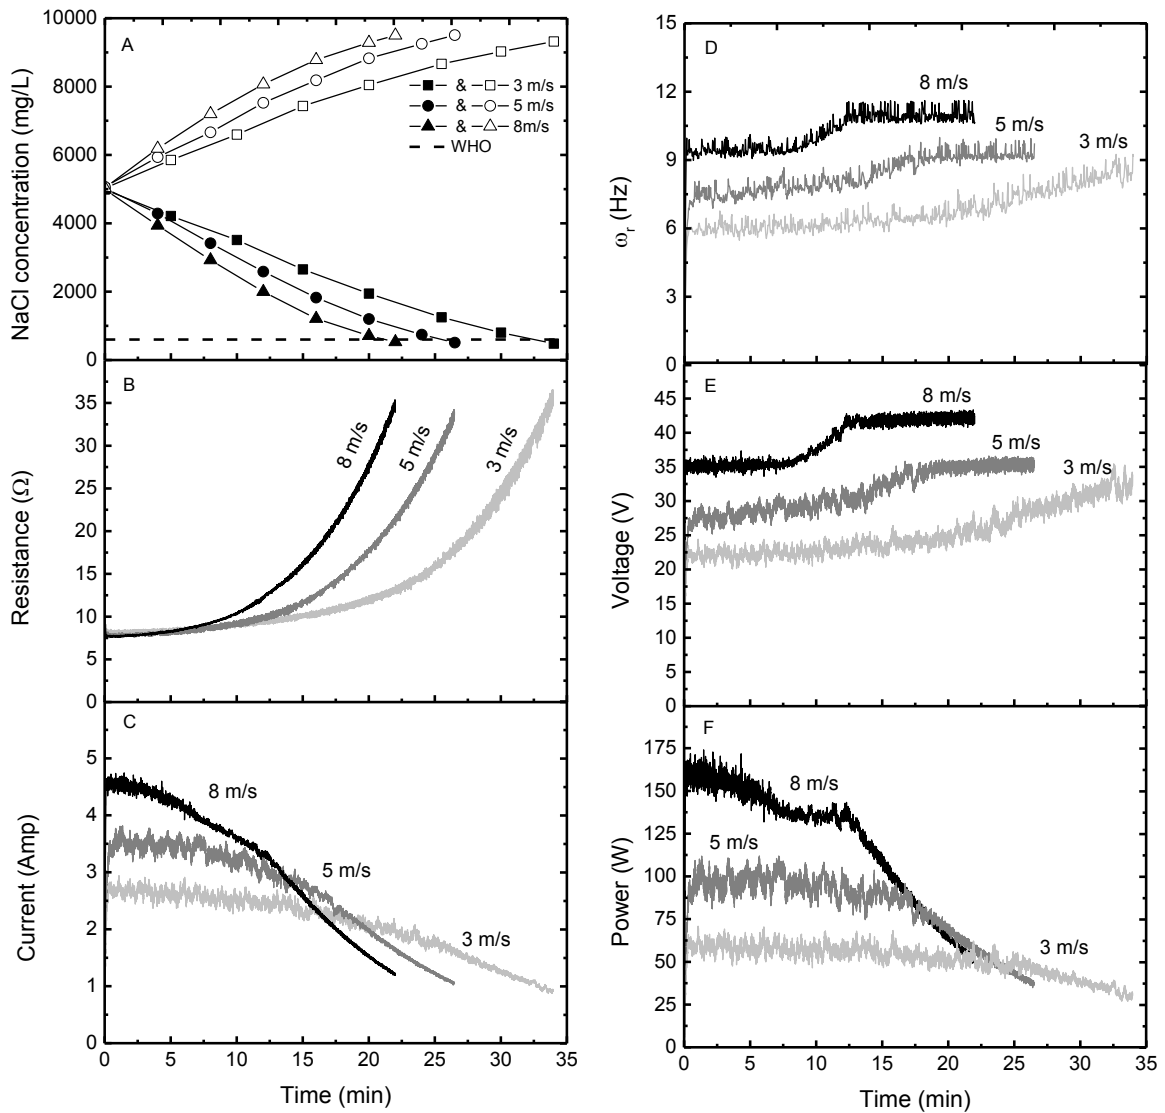 A
10000
8000
6000
4000
2000
0
NaCl concentration (mg/L)
& 3 m/s
& 5 m/s
& 8m/s
WHO
B
35
30
25
20
15
10
5
0
Resistance (Ω)
8 m/s
5 m/s
3 m/s
C
5
4
3
2
1
0
Current (Amp)
8 m/s
5 m/s
3 m/s
0 5 10 15 20 25 30 35
Time (min)
D
15
12
9
6
3
0
ωr (Hz)
8 m/s
5 m/s
3 m/s
E
45
40
35
30
25
20
15
10
5
0
Voltage (V)
8 m/s
5 m/s
3 m/s
F
175
150
125
100
75
50
25
0
Power (W)
8 m/s
5 m/s
3 m/s
0 5 10 15 20 25 30 35
Time (min)